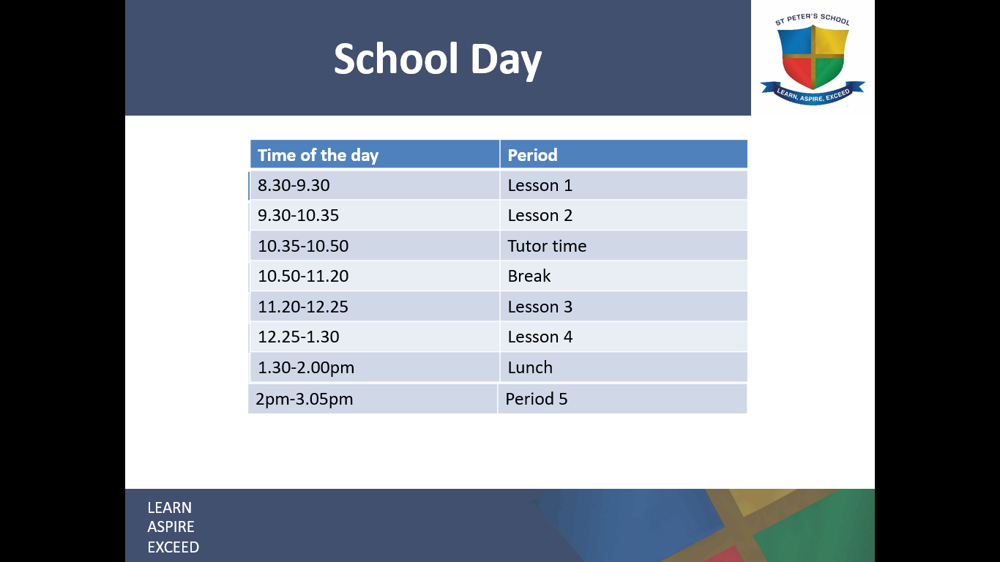 School Day
ST PETER'S SCHOOL
LEARN, ASPIRE, EXCEED
Time of the day Period
8.30-9.30 Lesson 1
9.30-10.35 Lesson 2
10.35-10.50 Tutor time
10.50-11.20 Break
11.20-12.25 Lesson 3
12.25-1.30 Lesson 4
1.30-2.00pm Lunch
2pm-3.05pm Period 5
LEARN
ASPIRE
EXCEED